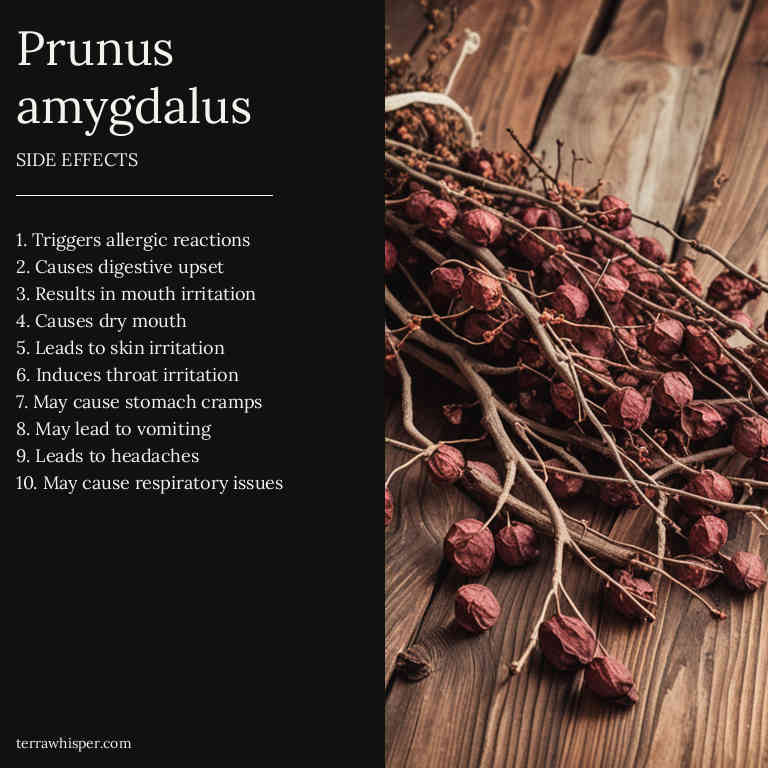 Prunus
amygdalus
SIDE EFFECTS
1. Triggers allergic reactions
2. Causes digestive upset
3. Results in mouth irritation
4. Causes dry mouth
5. Leads to skin irritation
6. Induces throat irritation
7. May cause stomach cramps
8. May lead to vomiting
9. Leads to headaches
10. May cause respiratory issues
terrawhisper.com